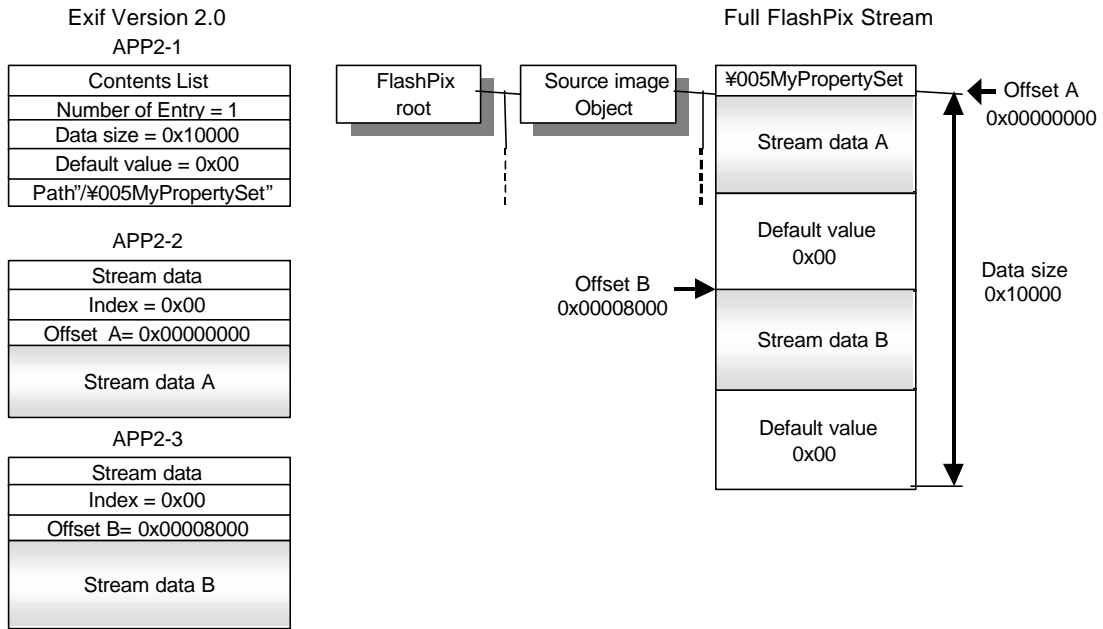 Exif Version 2.0
APP2-1
Contents List
Number of Entry = 1
Data size = 0x10000
Default value = 0x00
Path”/¥005MyPropertySet”
APP2-2
Stream data
Index = 0x00
Offset A= 0x00000000
Stream data A
APP2-3
Stream data
Index = 0x00
Offset B= 0x00008000
Stream data B
Full FlashPix Stream
FlashPix
root
Source image
Object
¥005MyPropertySet
Stream data A
Default value
0x00
Stream data B
Default value
0x00
Offset B
0x00008000
Offset A
0x00000000
Data size
0x10000